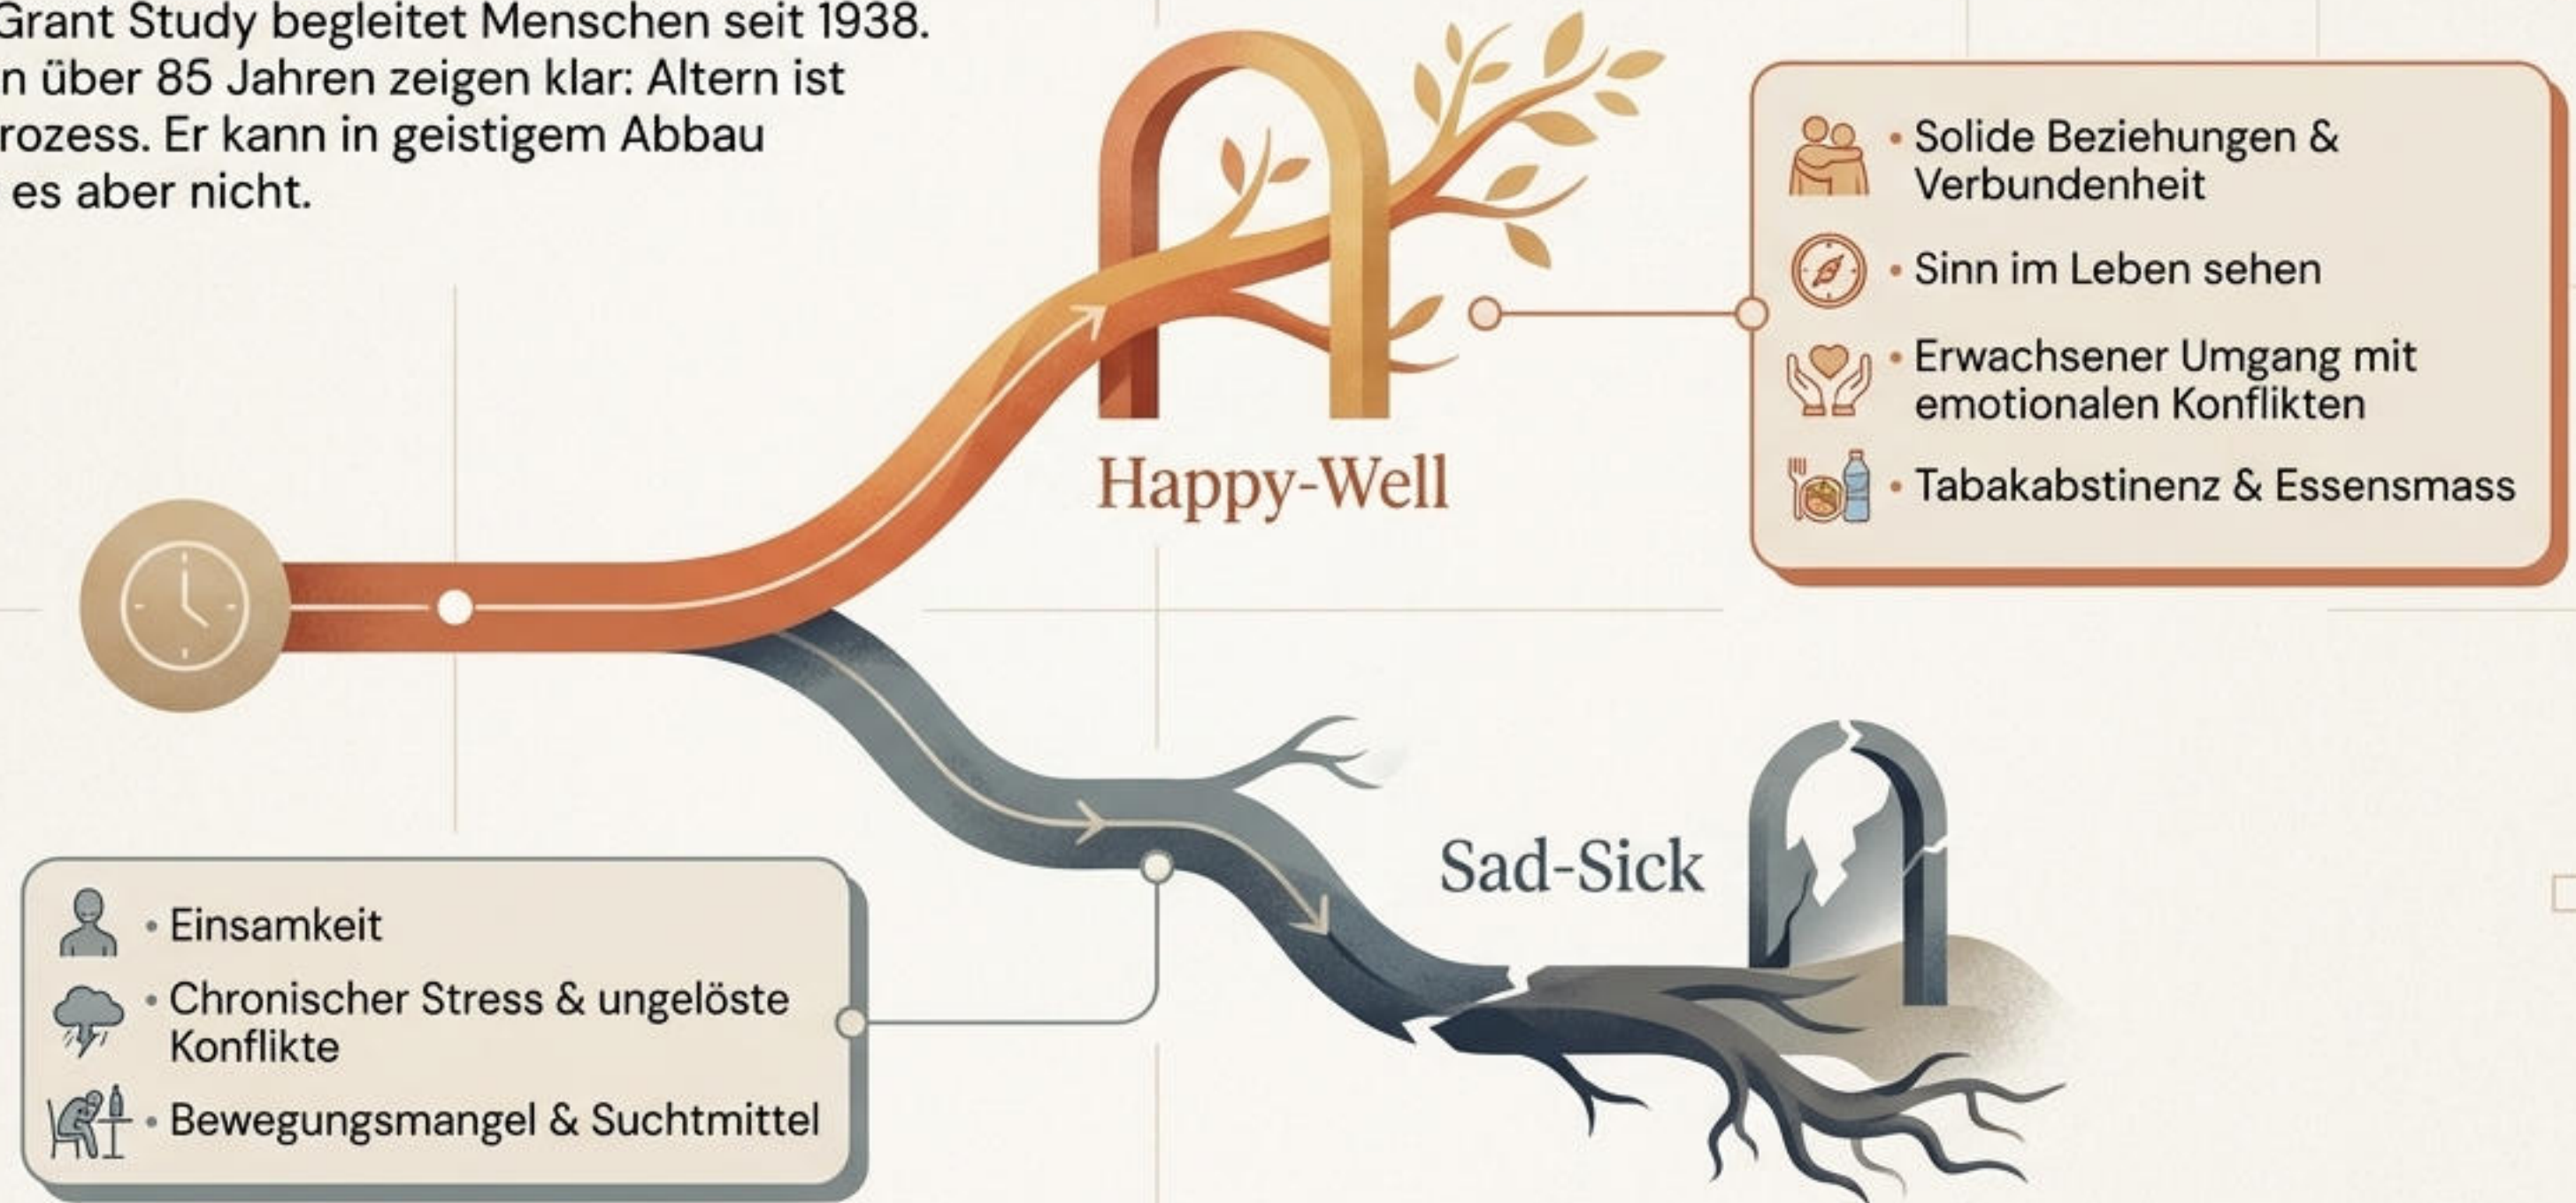 Grant Study begleitet Menschen seit 1938.
n über 85 Jahren zeigen klar: Altern ist
rozess. Er kann in geistigem Abbau
es aber nicht.
• Solide Beziehungen &
Verbundenheit
• Sinn im Leben sehen
• Erwachsener Umgang mit
emotionalen Konflikten
• Tabakabstinenz & Essensmass
Happy-Well
Sad-Sick
• Einsamkeit
• Chronischer Stress & ungelöste
Konflikte
• Bewegungsmangel & Suchtmittel